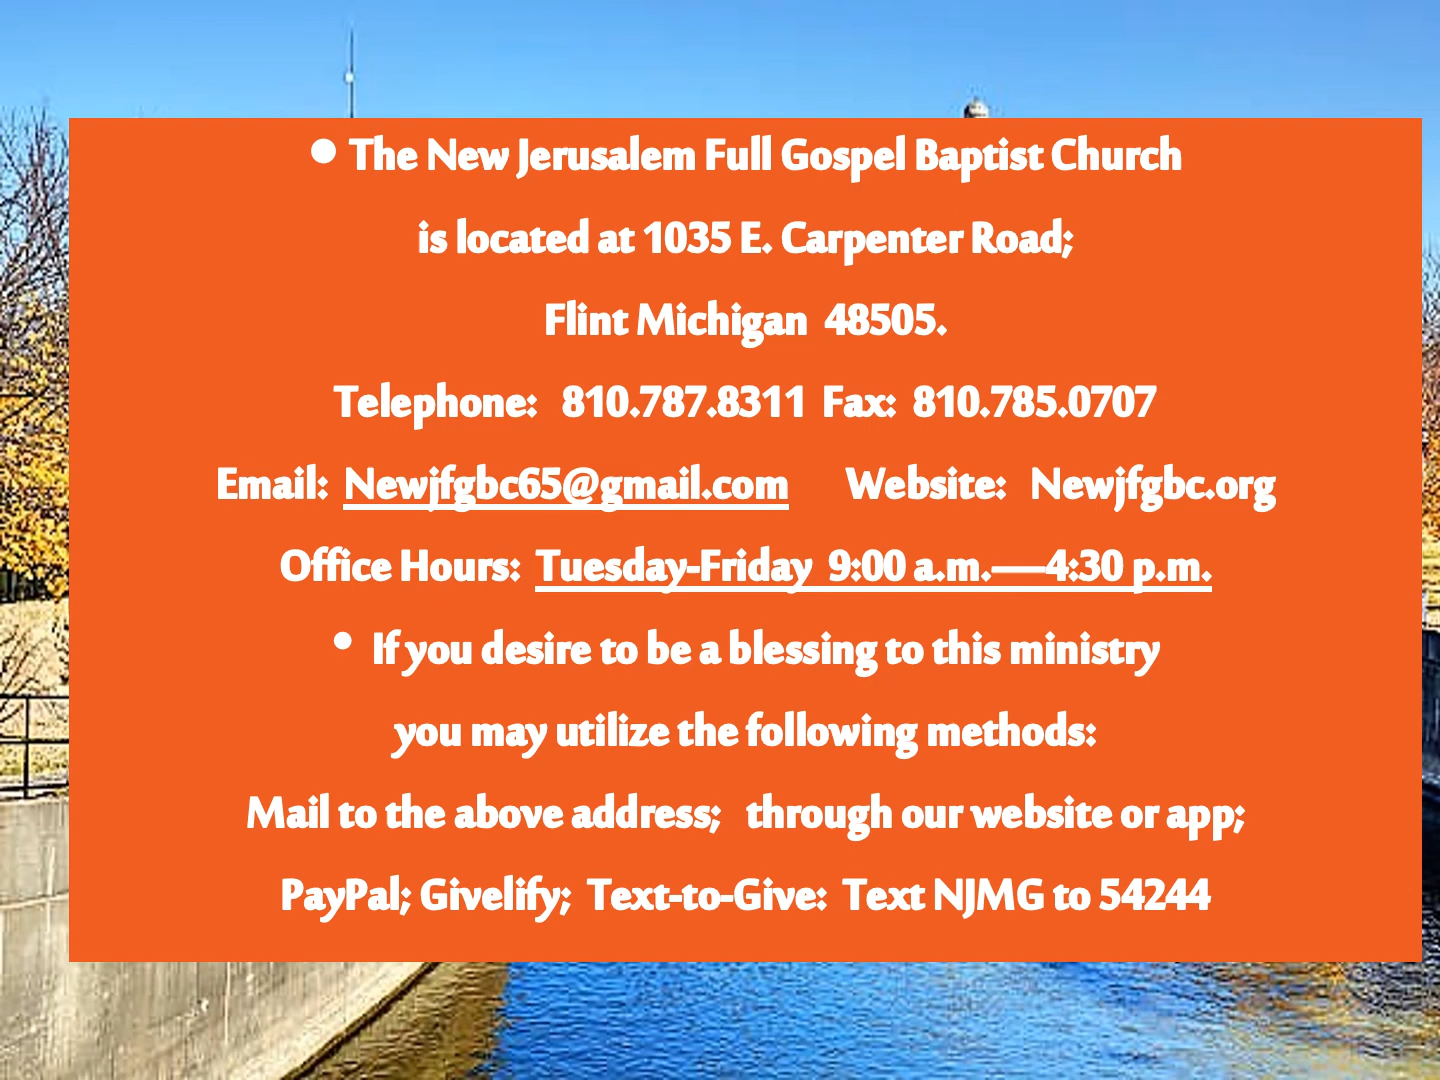 • The New Jerusalem Full Gospel Baptist Church
is located at 1035 E. Carpenter Road;
Flint Michigan 48505.
Telephone: 810.787.8311 Fax: 810.785.0707
Email: Newjfgbc65@gmail.com Website: Newjfgbc.org
Office Hours: Tuesday-Friday 9:00 a.m.—4:30 p.m.
• If you desire to be a blessing to this ministry
you may utilize the following methods:
Mail to the above address; through our website or app;
PayPal; Givelify; Text-to-Give: Text NJMG to 54244